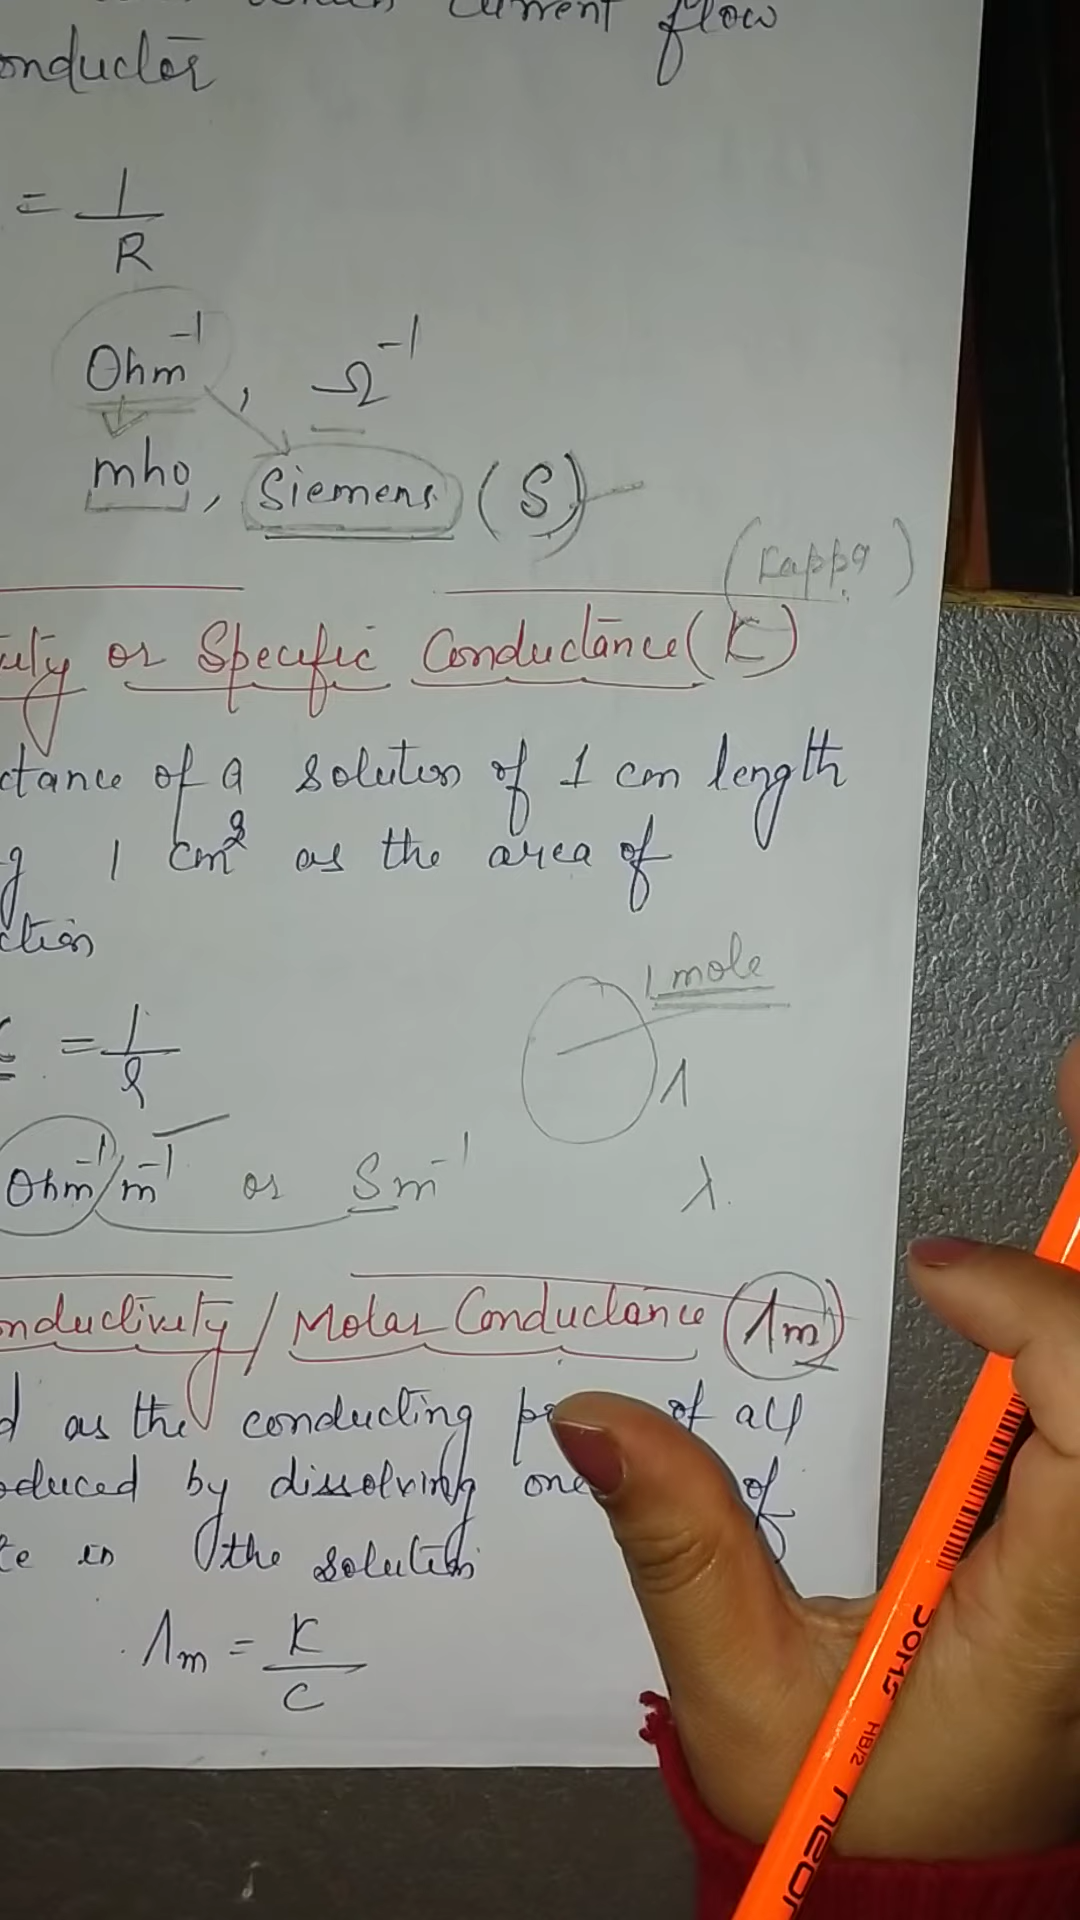 current flow
onductor
= 1
R
Ohm⁻¹, Ω⁻¹
mho, Siemens (S)
(Kappa)
or Specific Conductance (K)
ctance of a solution of 1 cm length
g 1 cm² as the area of
ction
= 1
1 mole
Λ
Ohm⁻¹/m⁻¹ or Sm⁻¹
λ
onductivity / Molar Conductance (Λm)
d as the conducting of all
oduced by dissolving one of
te in the solution
Λm = K
C
DOMS HB/2 neon